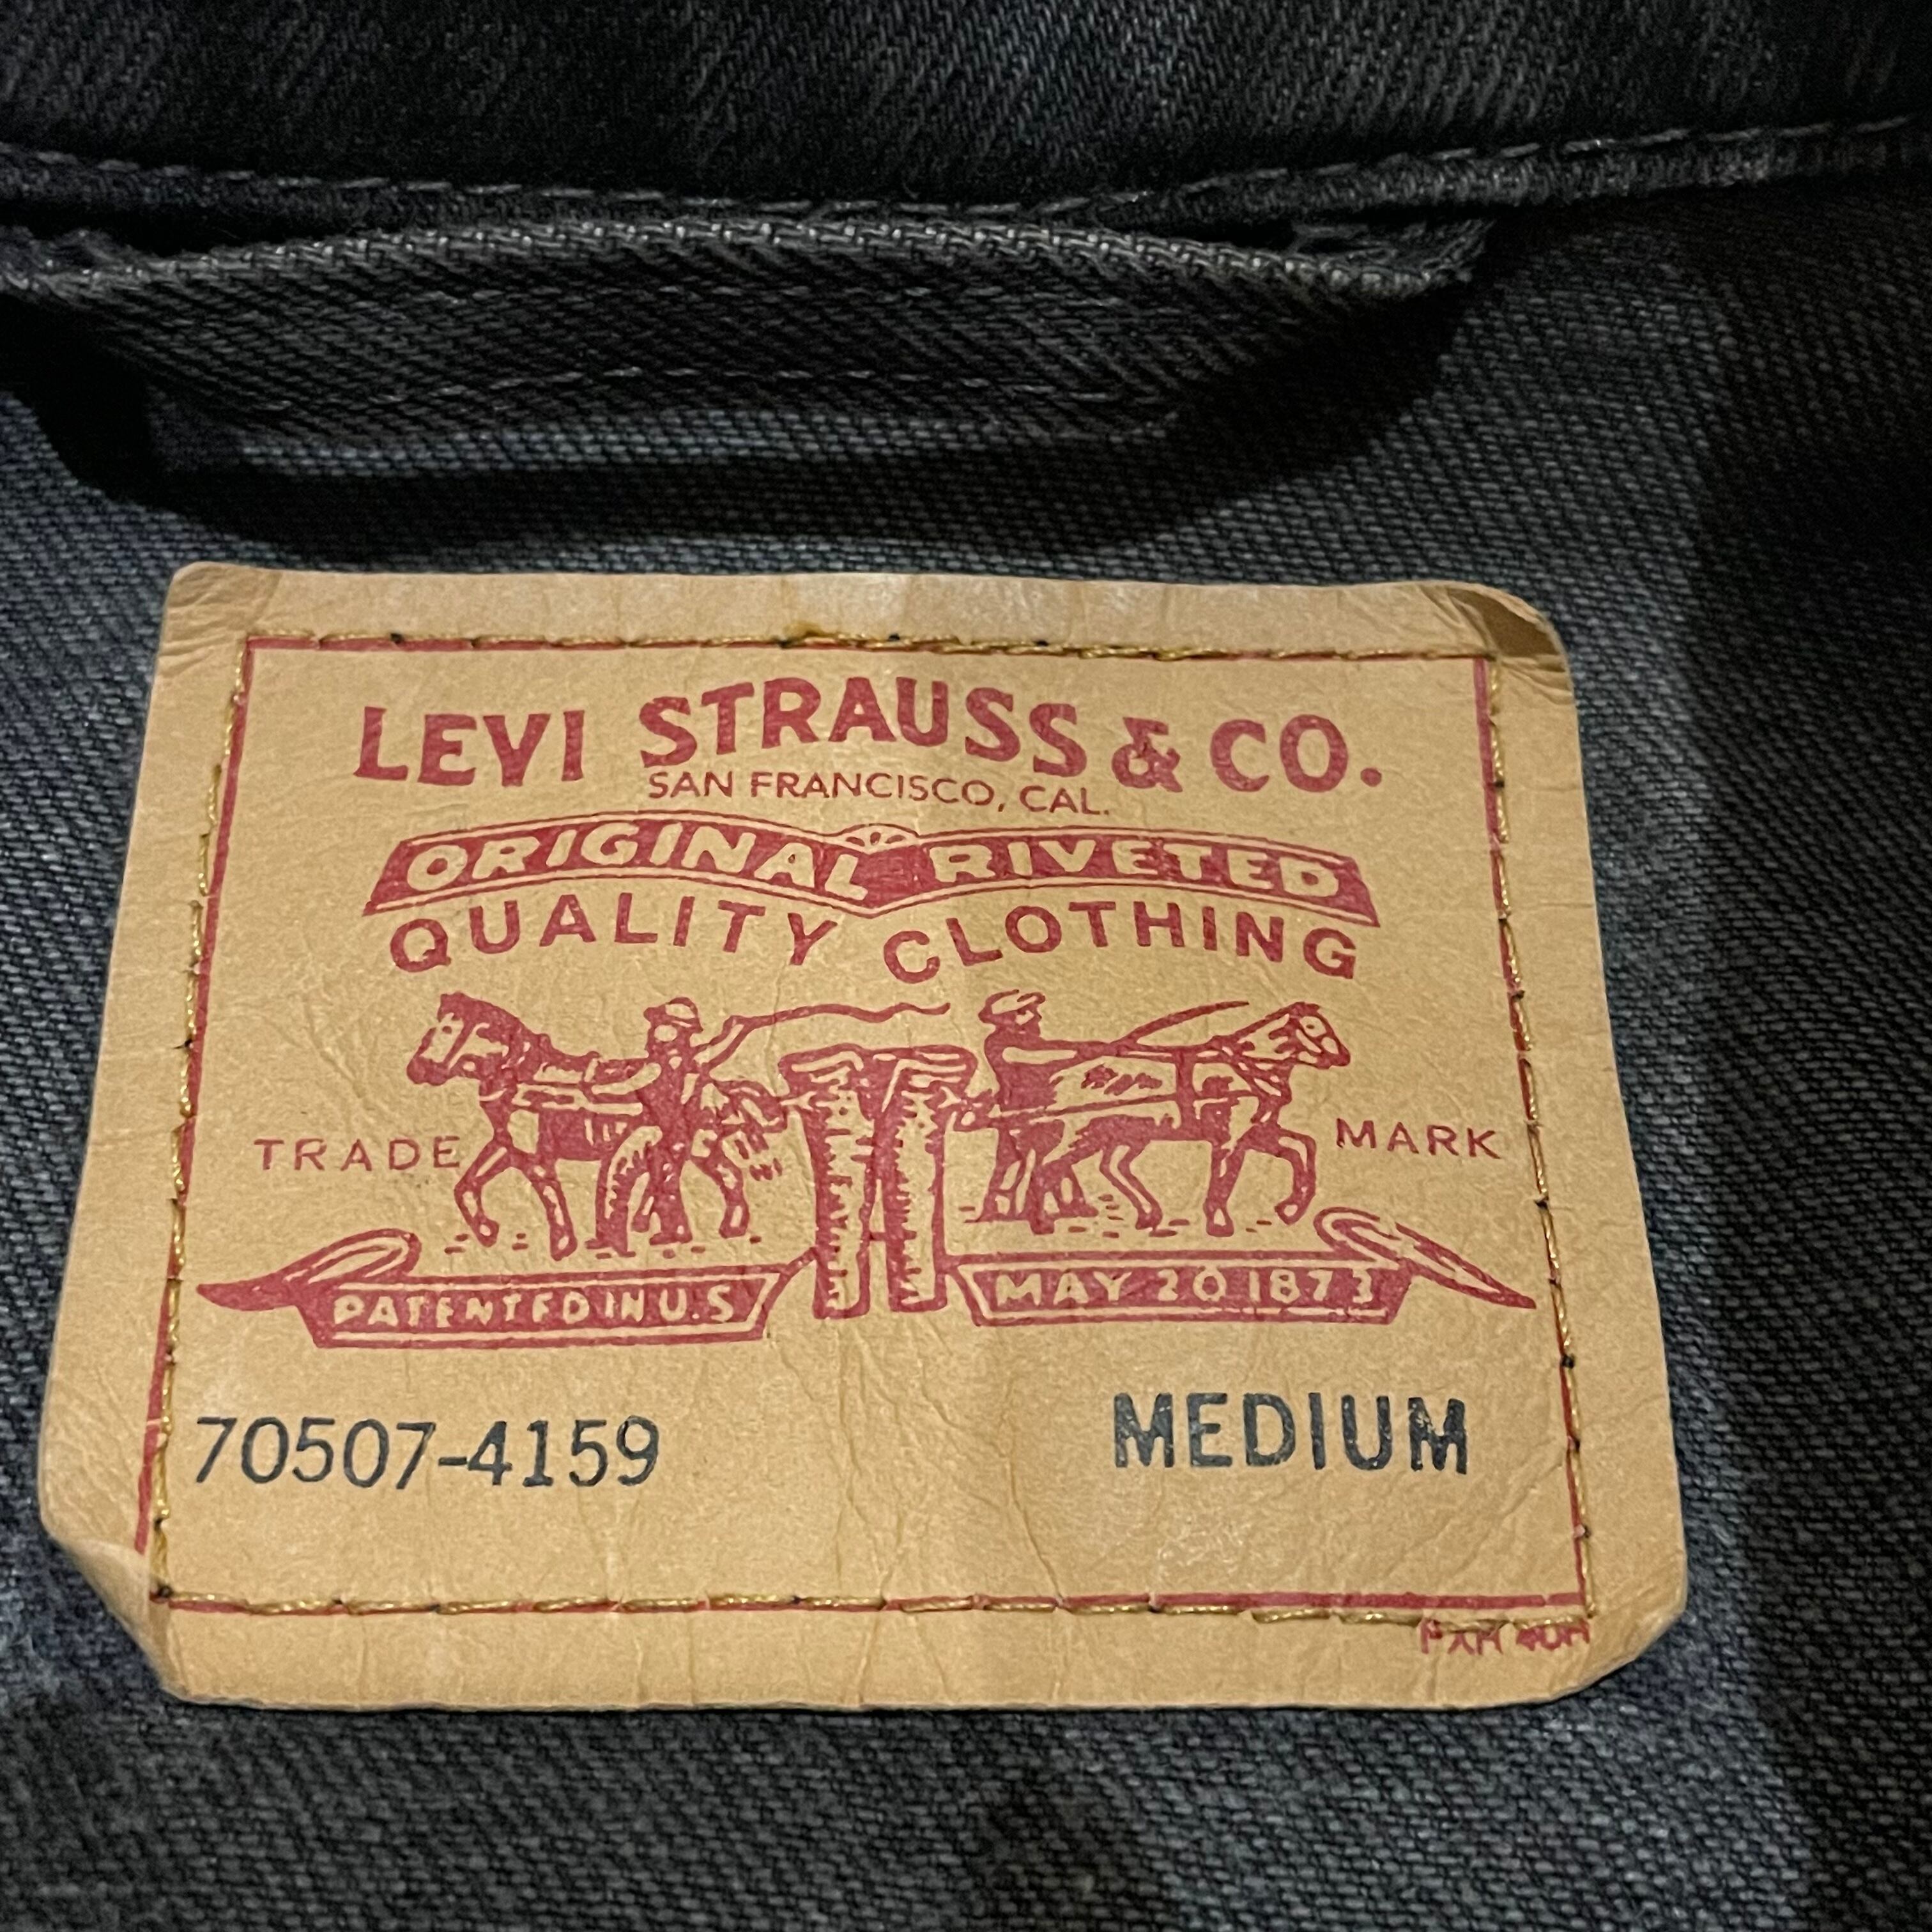 LEVI STRAUSS & CO.
SAN FRANCISCO, CAL.
ORIGINAL RIVETED
QUALITY CLOTHING
TRADE MARK
PATENTED IN U.S MAY 20 1873
70507-4159 MEDIUM